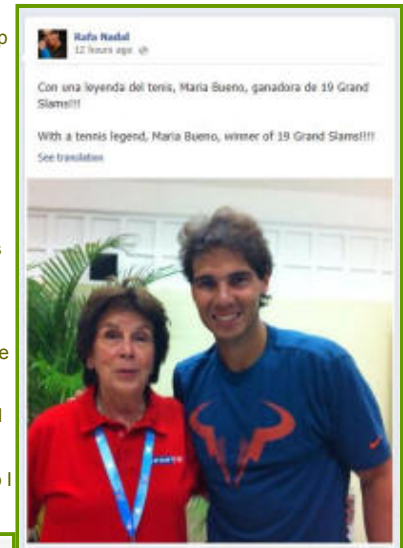 Rafa Nadal
12 hours ago
Con una leyenda del tenis, Maria Bueno, ganadora de 19 Grand
Slams!!!
With a tennis legend, Maria Bueno, winner of 19 Grand Slams!!!!
See translation